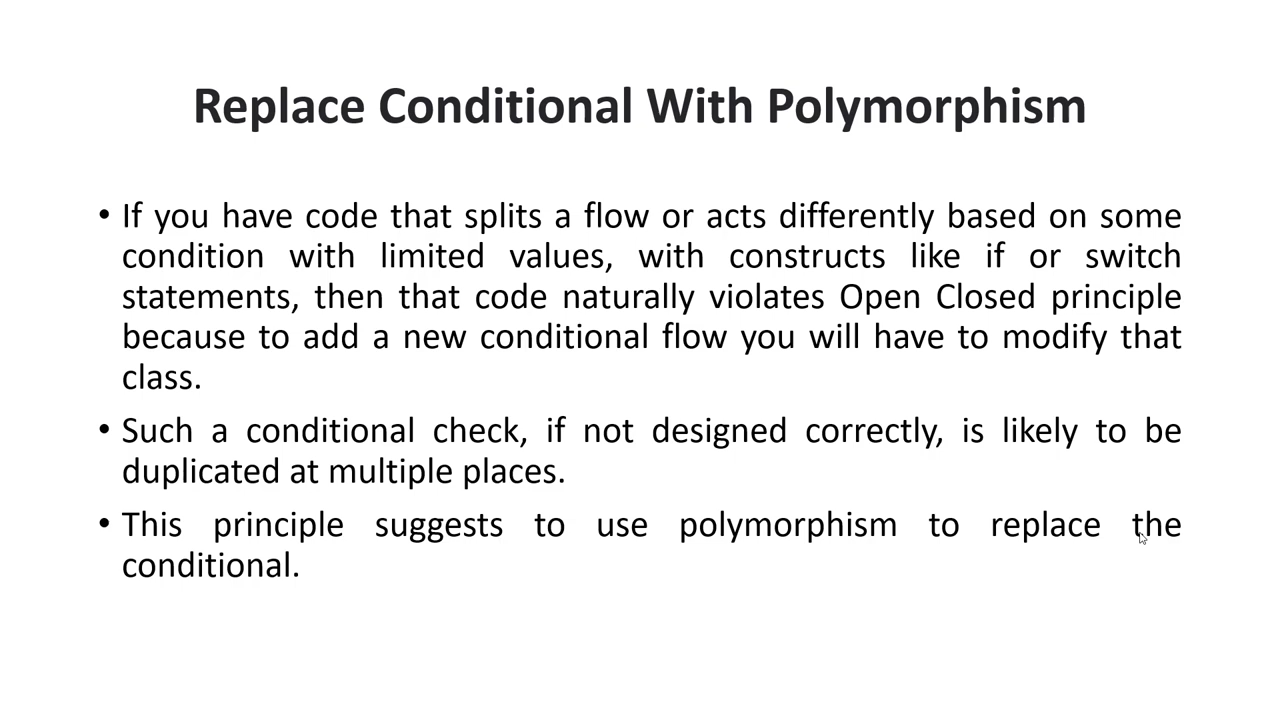 Replace Conditional With Polymorphism
• If you have code that splits a flow or acts differently based on some
condition with limited values, with constructs like if or switch
statements, then that code naturally violates Open Closed principle
because to add a new conditional flow you will have to modify that
class.
• Such a conditional check, if not designed correctly, is likely to be
duplicated at multiple places.
• This principle suggests to use polymorphism to replace the
conditional.